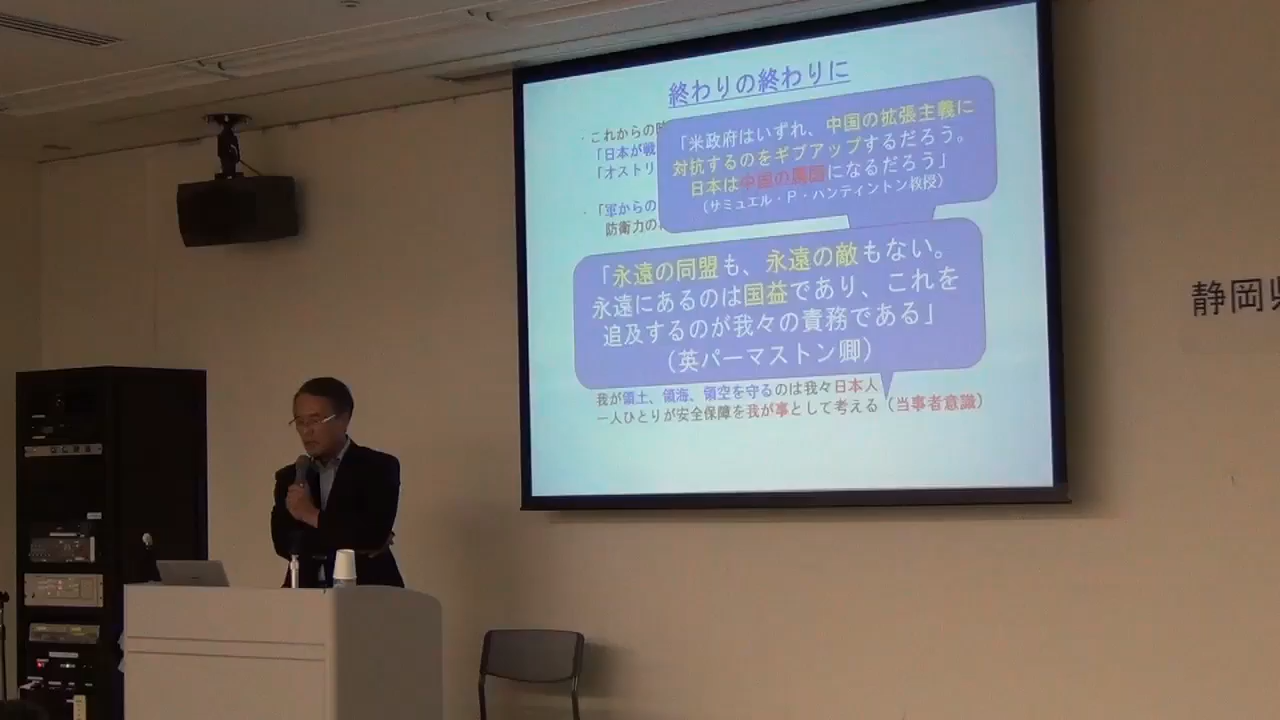 終わりの終わりに
・これからの
「日本が戦
「オストリ
・「軍からの
防衛力の
「米政府はいずれ、中国の拡張主義に
対抗するのをギブアップするだろう。
日本は中国の属国になるだろう」
（サミュエル・P・ハンティントン教授）
「永遠の同盟も、永遠の敵もない。
永遠にあるのは国益であり、これを
追及するのが我々の責務である」
（英パーマストン卿）
我が領土、領海、領空を守るのは我々日本人
一人ひとりが安全保障を我が事として考える（当事者意識）
静岡県